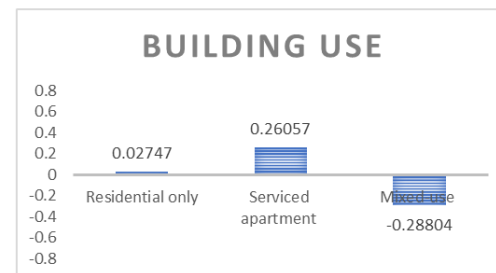 BUILDING USE
0.8
0.6
0.4
0.2
0
-0.2
-0.4
-0.6
-0.8
0.02747
0.26057
-0.28804
Residential only
Serviced
apartment
Mixed use